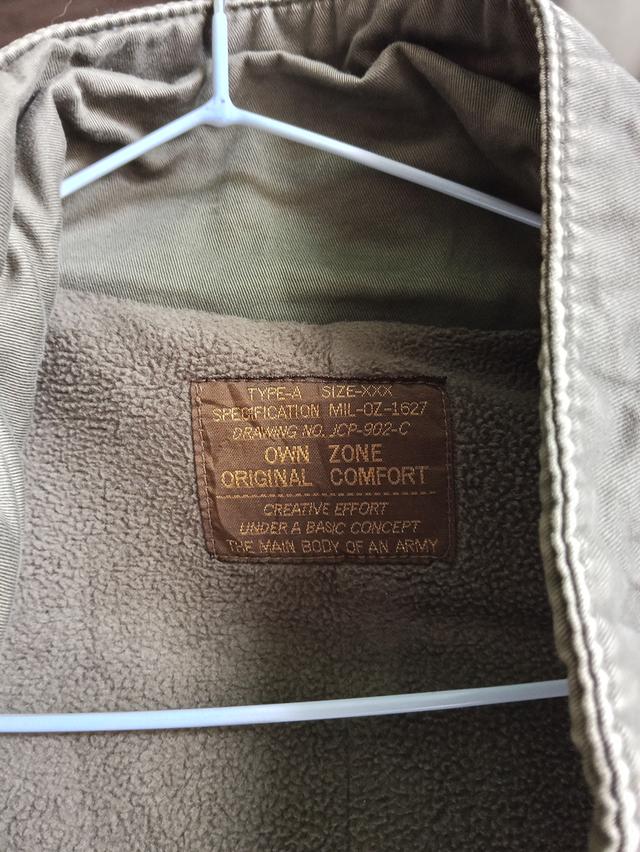 TYPE-A SIZE-XXX
SPECIFICATION MIL-OZ-1627
DRAWING NO. JCP-902-C
OWN ZONE
ORIGINAL COMFORT
CREATIVE EFFORT
UNDER A BASIC CONCEPT
THE MAIN BODY OF AN ARMY